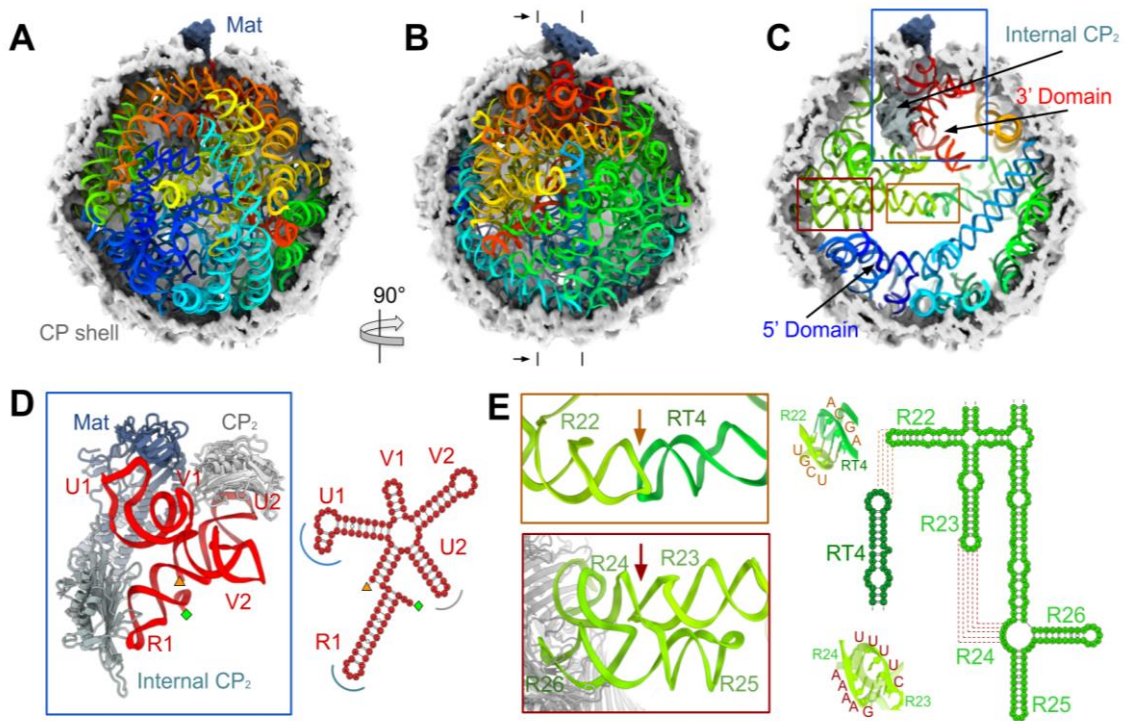 A
Mat
CP shell
90°
B
C
Internal CP₂
3' Domain
5' Domain
D
Mat
CP₂
U1
V1
U2
V2
R1
Internal CP₂
V1
V2
U1
U2
R1
E
R22
RT4
R24
R23
R26
R25
R22
A
C
G
A
RT4
U
G
C
U
R22
R23
RT4
R24
R26
R25
U
U
U
U
C
R24
A
A
A
A
G
R23